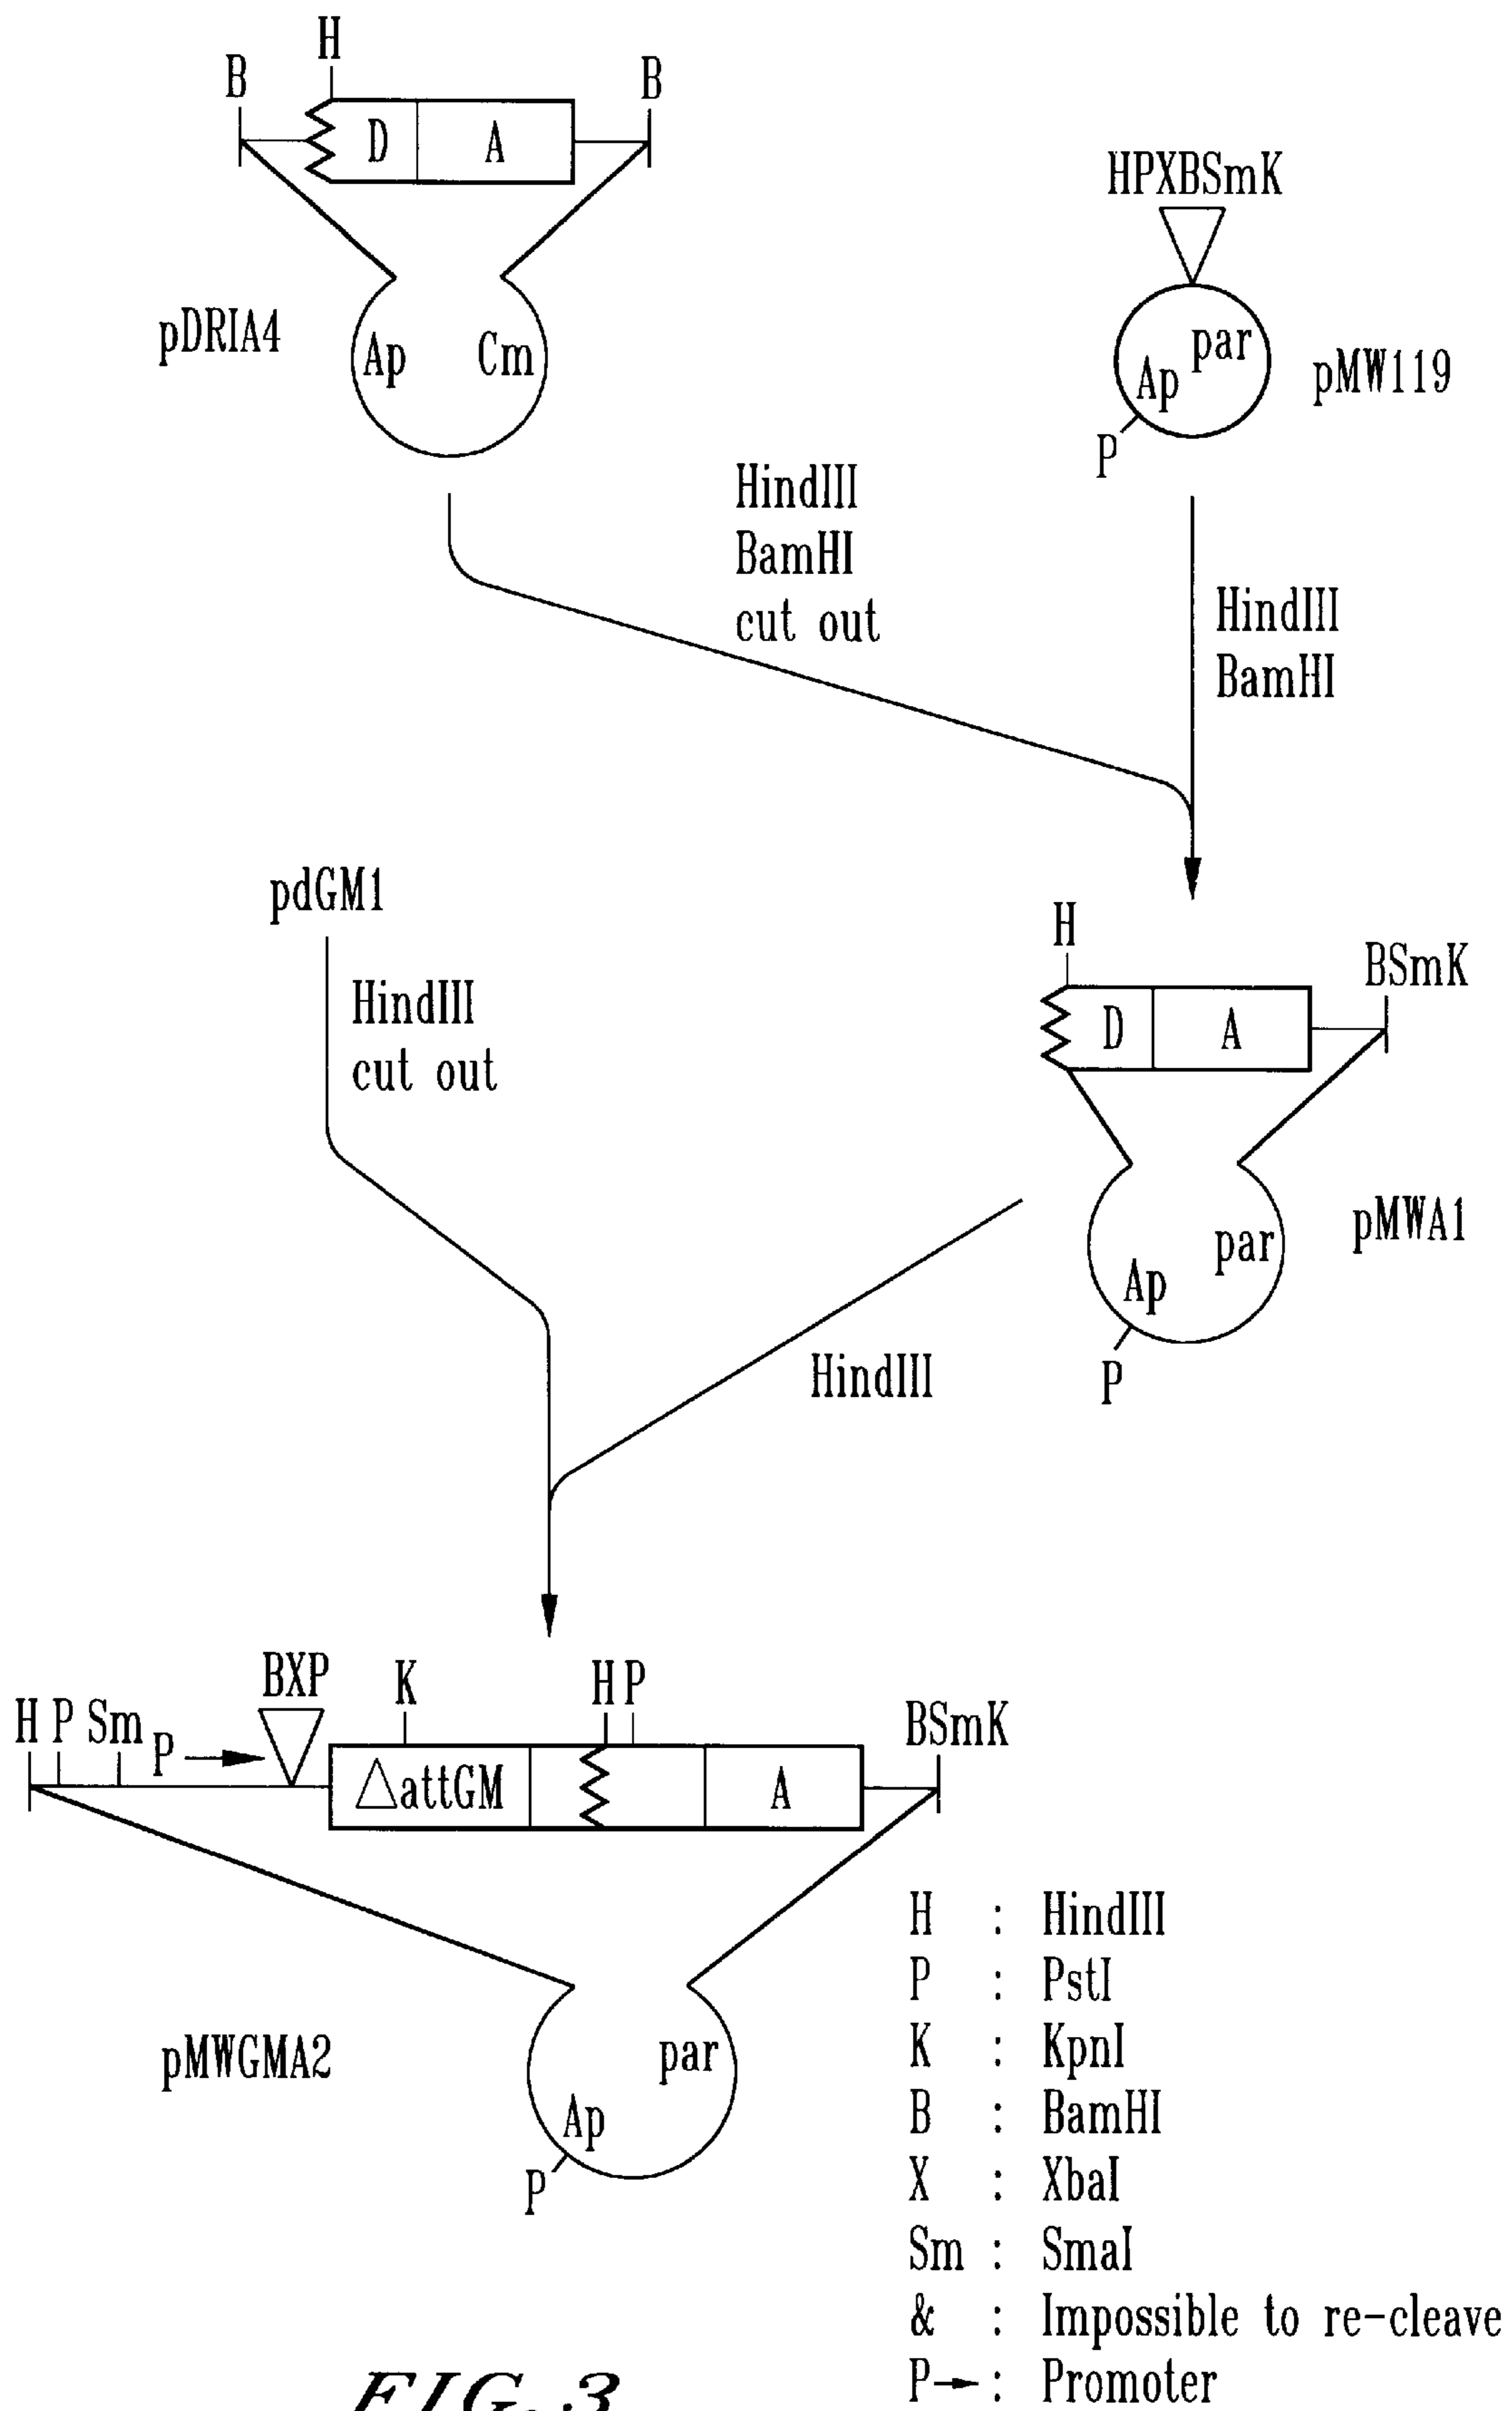 H
B
B
D
A
HPXBSmK
pDRIA4
Ap
Cm
par
Ap
pMW119
P
HindIII
BamHI
cut out
HindIII
BamHI
pdGM1
HindIII
cut out
H
BSmK
D
A
pMWA1
par
Ap
P
HindIII
BXP
K
H P
H P Sm
P →
BSmK
△attGM
A
pMWGMA2
par
Ap
P
H : HindIII
P : PstI
K : KpnI
B : BamHI
X : XbaI
Sm : SmaI
& : Impossible to re-cleave
P→ : Promoter
FIG. 3